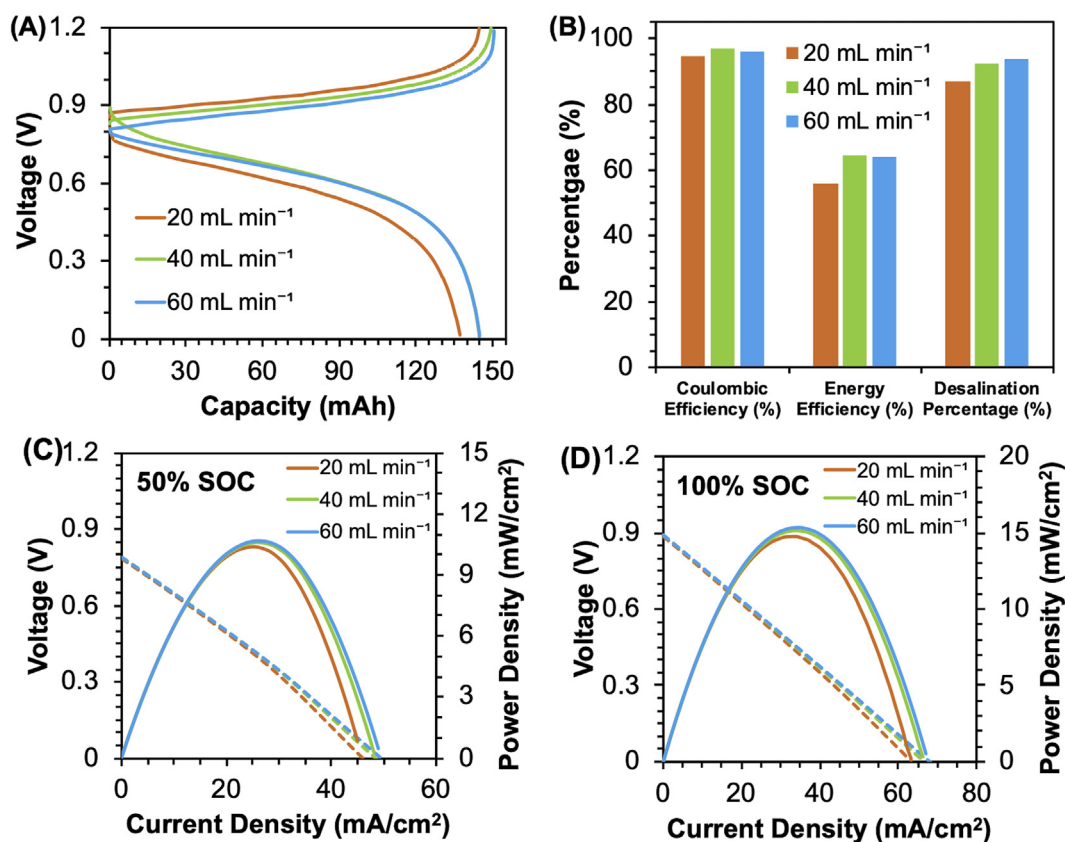 (A)
1.2
0.9
0.6
0.3
0
Voltage (V)
20 mL min⁻¹
40 mL min⁻¹
60 mL min⁻¹
0 30 60 90 120 150
Capacity (mAh)
(B)
100
80
60
40
20
0
Percentgae (%)
20 mL min⁻¹
40 mL min⁻¹
60 mL min⁻¹
Coulombic Energy Desalination
Efficiency (%) Efficiency (%) Percentage (%)
(C)
50% SOC
1.2
0.9
0.6
0.3
0
Voltage (V)
20 mL min⁻¹
40 mL min⁻¹
60 mL min⁻¹
15
12
9
6
3
0
Power Density (mW/cm²)
0 20 40 60
Current Density (mA/cm²)
(D)
100% SOC
1.2
0.9
0.6
0.3
0
Voltage (V)
20 mL min⁻¹
40 mL min⁻¹
60 mL min⁻¹
20
15
10
5
0
Power Density (mW/cm²)
0 20 40 60 80
Current Density (mA/cm²)